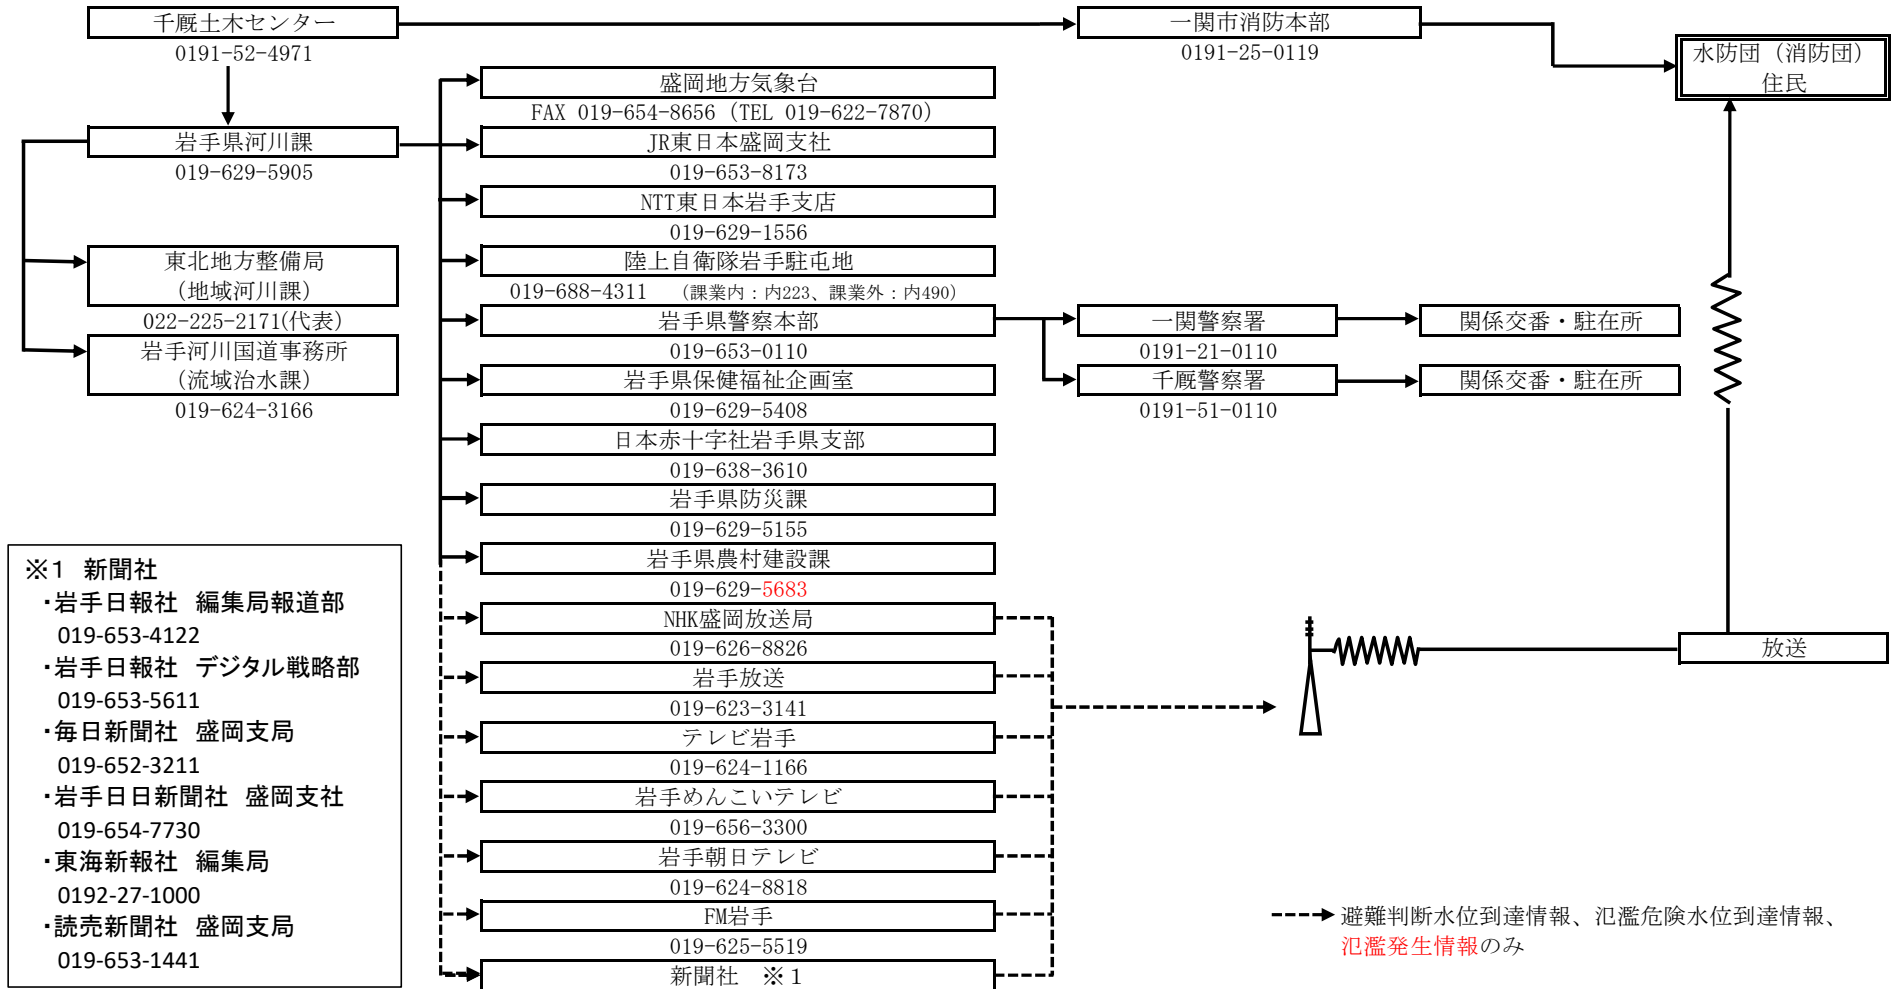 千厩土木センター
0191-52-4971
一関市消防本部
0191-25-0119
水防団（消防団）
住民
岩手県河川課
019-629-5905
東北地方整備局
（地域河川課）
022-225-2171(代表)
岩手河川国道事務所
（流域治水課）
019-624-3166
盛岡地方気象台
FAX 019-654-8656（TEL 019-622-7870）
JR東日本盛岡支社
019-653-8173
NTT東日本岩手支店
019-629-1556
陸上自衛隊岩手駐屯地
019-688-4311　（課業内：内223、課業外：内490）
岩手県警察本部
019-653-0110
一関警察署
0191-21-0110
関係交番・駐在所
千厩警察署
0191-51-0110
関係交番・駐在所
岩手県保健福祉企画室
019-629-5408
日本赤十字社岩手県支部
019-638-3610
岩手県防災課
019-629-5155
岩手県農村建設課
019-629-5683
NHK盛岡放送局
019-626-8826
岩手放送
019-623-3141
テレビ岩手
019-624-1166
岩手めんこいテレビ
019-656-3300
岩手朝日テレビ
019-624-8818
FM岩手
019-625-5519
新聞社　※1
放送
※1　新聞社
・岩手日報社　編集局報道部
019-653-4122
・岩手日報社　デジタル戦略部
019-653-5611
・毎日新聞社　盛岡支局
019-652-3211
・岩手日日新聞社　盛岡支社
019-654-7730
・東海新報社　編集局
0192-27-1000
・読売新聞社　盛岡支局
019-653-1441
避難判断水位到達情報、氾濫危険水位到達情報、
氾濫発生情報のみ